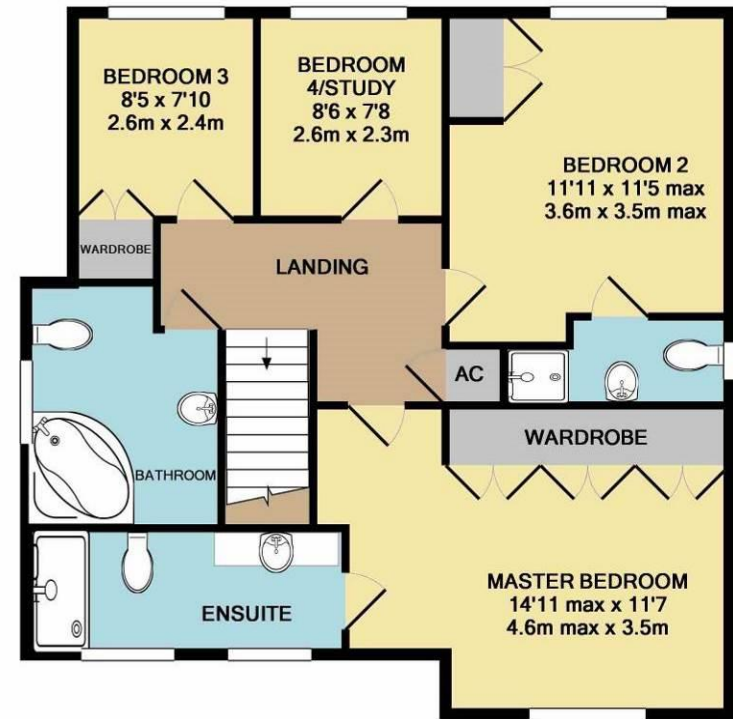 BEDROOM 3
8'5 x 7'10
2.6m x 2.4m
BEDROOM
4/STUDY
8'6 x 7'8
2.6m x 2.3m
BEDROOM 2
11'11 x 11'5 max
3.6m x 3.5m max
WARDROBE
LANDING
AC
WARDROBE
BATHROOM
ENSUITE
MASTER BEDROOM
14'11 max x 11'7
4.6m max x 3.5m